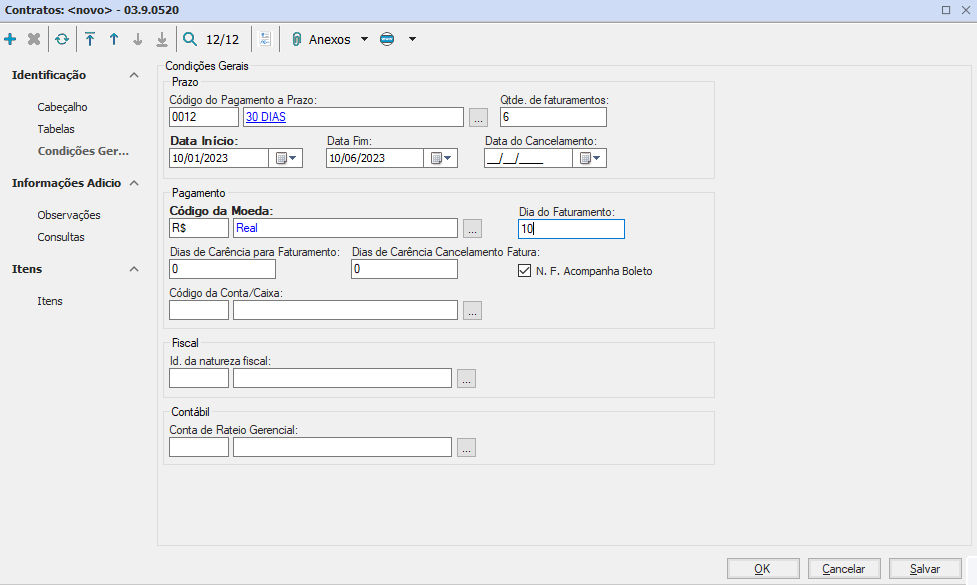 Contratos: <novo> - 03.9.0520
12/12 Anexos
Identificação
Cabeçalho
Tabelas
Condições Ger...
Informações Adicio
Observações
Consultas
Itens
Itens
Condições Gerais
Prazo
Código do Pagamento a Prazo: Qtde. de faturamentos:
0012 30 DIAS ... 6
Data Início: Data Fim: Data do Cancelamento:
10/01/2023 10/06/2023 __/__/____
Pagamento
Código da Moeda: Dia do Faturamento:
R$ Real ... 10
Dias de Carência para Faturamento: Dias de Carência Cancelamento Fatura:
0 0 N. F. Acompanha Boleto
Código da Conta/Caixa:
...
Fiscal
Id. da natureza fiscal:
...
Contábil
Conta de Rateio Gerencial:
...
OK Cancelar Salvar